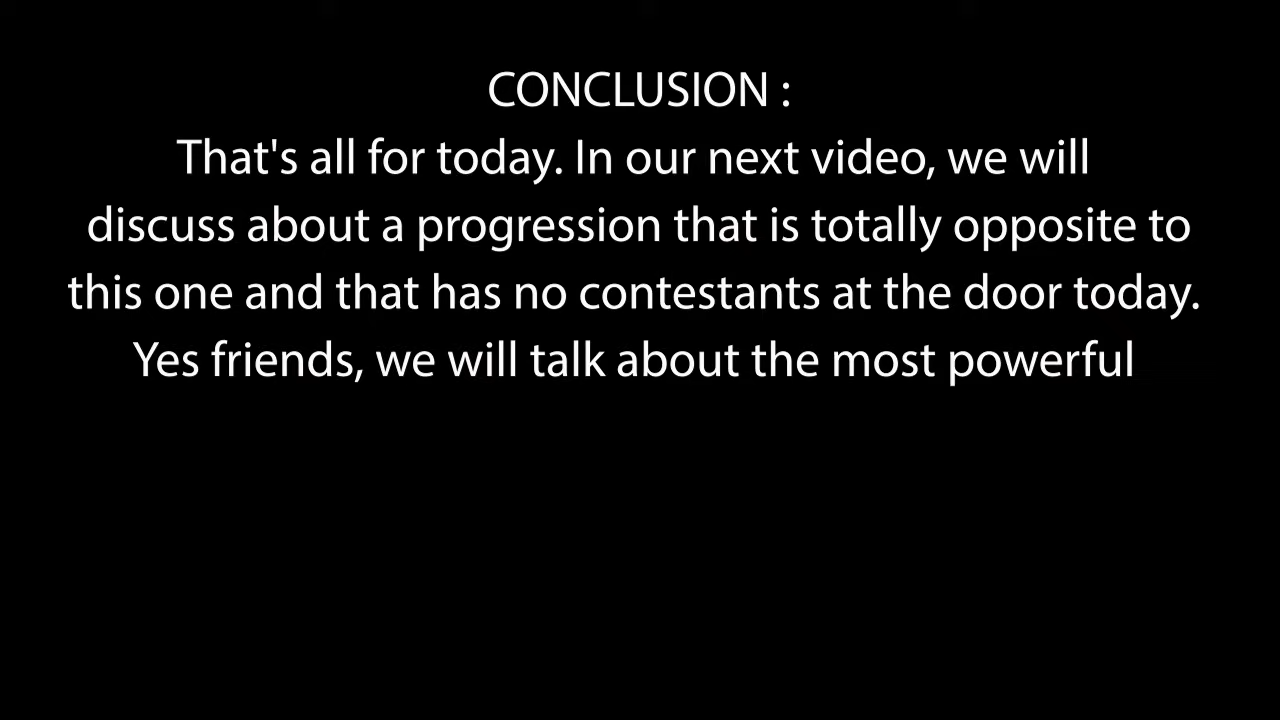 CONCLUSION :
That's all for today. In our next video, we will
discuss about a progression that is totally opposite to
this one and that has no contestants at the door today.
Yes friends, we will talk about the most powerful